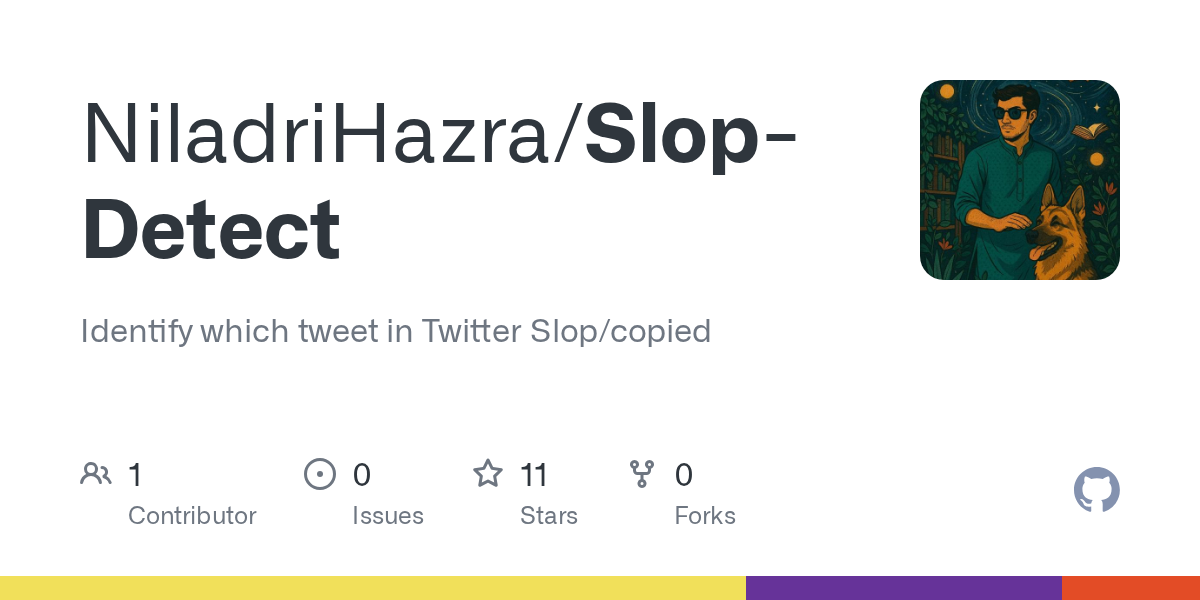 NiladriHazra/Slop-
Detect
Identify which tweet in Twitter Slop/copied
1 0 11 0
Contributor Issues Stars Forks